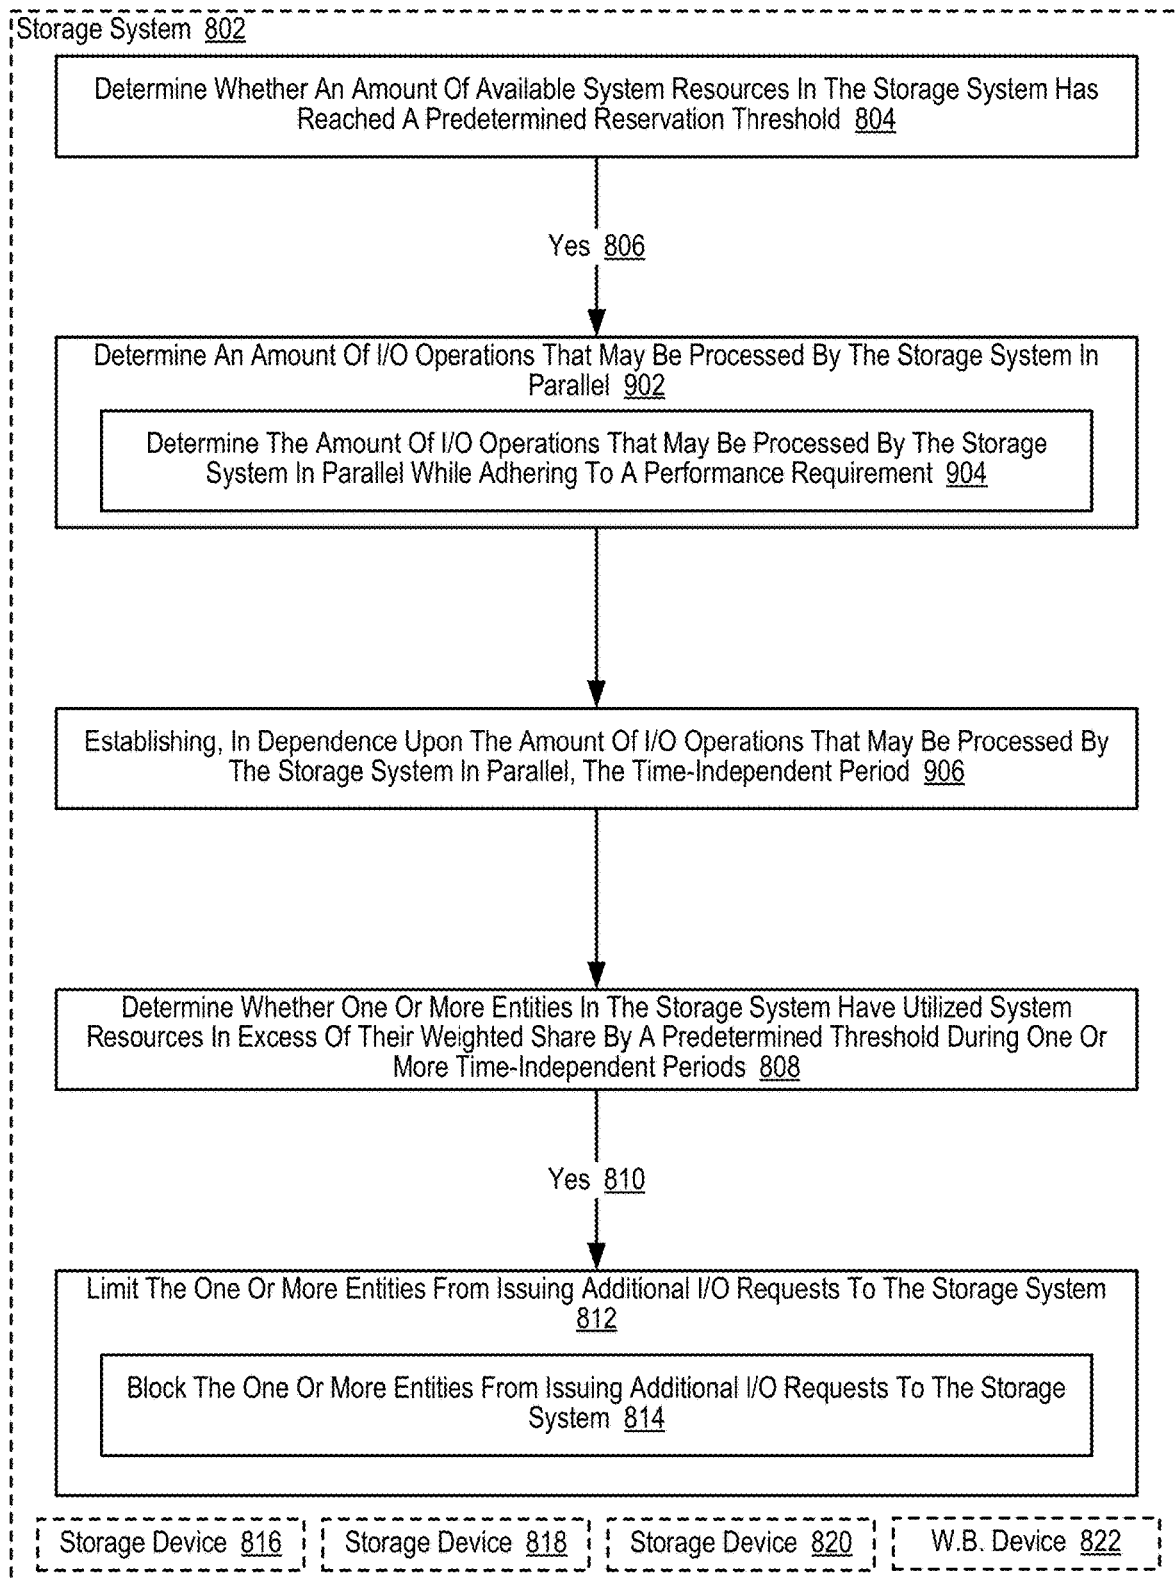 Storage System 802
Determine Whether An Amount Of Available System Resources In The Storage System Has
Reached A Predetermined Reservation Threshold 804
Yes 806
Determine An Amount Of I/O Operations That May Be Processed By The Storage System In
Parallel 902
Determine The Amount Of I/O Operations That May Be Processed By The Storage
System In Parallel While Adhering To A Performance Requirement 904
Establishing, In Dependence Upon The Amount Of I/O Operations That May Be Processed By
The Storage System In Parallel, The Time-Independent Period 906
Determine Whether One Or More Entities In The Storage System Have Utilized System
Resources In Excess Of Their Weighted Share By A Predetermined Threshold During One Or
More Time-Independent Periods 808
Yes 810
Limit The One Or More Entities From Issuing Additional I/O Requests To The Storage System
812
Block The One Or More Entities From Issuing Additional I/O Requests To The Storage
System 814
Storage Device 816
Storage Device 818
Storage Device 820
W.B. Device 822